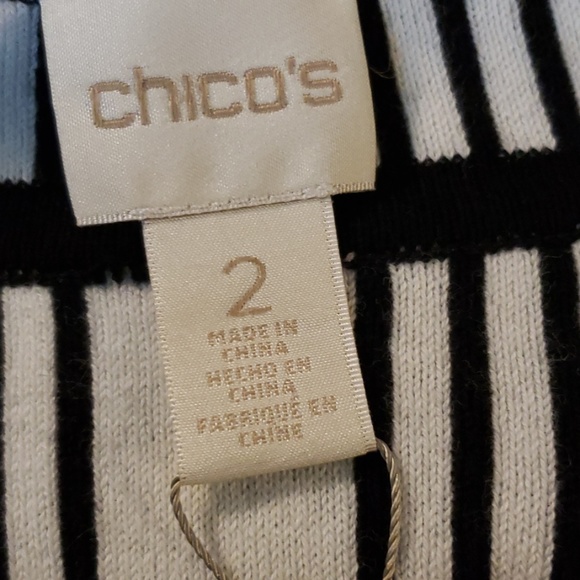 chico's
2
MADE IN
CHINA
HECHO EN
CHINA
FABRIQUÉ EN
CHINE